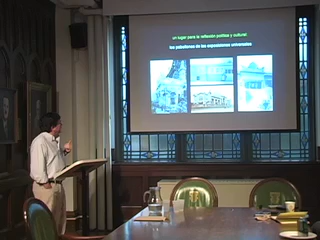 un lugar para la reflexión política y cultural:
los pabellones de las exposiciones universales